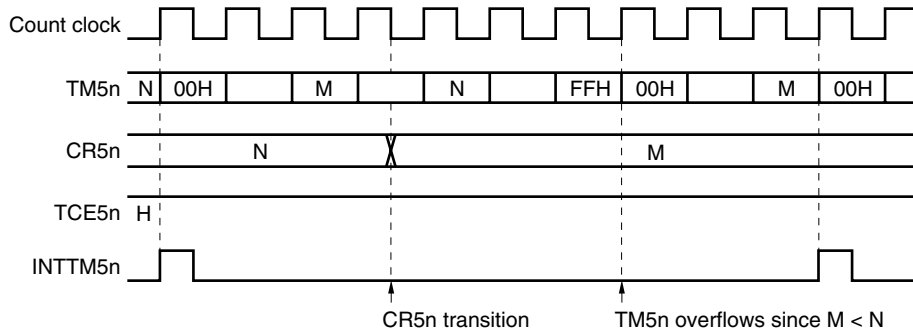 Count clock
TM5n N 00H M N FFH 00H M 00H
CR5n N M
TCE5n H
INTTM5n
CR5n transition TM5n overflows since M < N